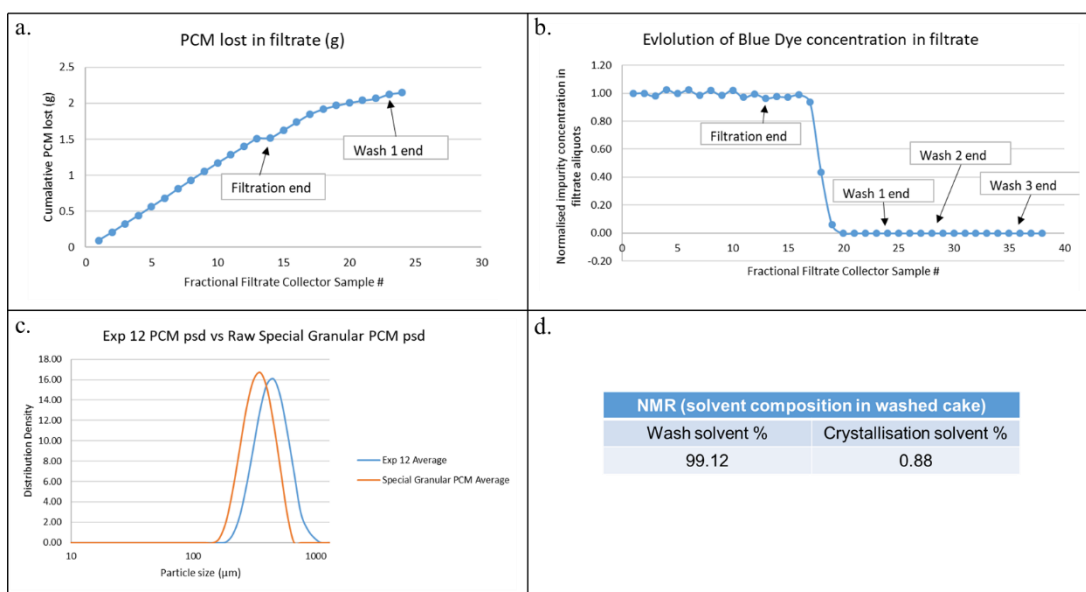 a.
PCM lost in filtrate (g)
Cumalative PCM lost (g)
2.5
2
1.5
1
0.5
0
Wash 1 end
Filtration end
0 5 10 15 20 25 30
Fractional Filtrate Collector Sample #
b.
Evlolution of Blue Dye concentration in filtrate
Normalised impurity concentration in
filtrate aliquots
1.20
1.00
0.80
0.60
0.40
0.20
0.00
-0.20
Filtration end
Wash 2 end
Wash 1 end
Wash 3 end
0 5 10 15 20 25 30 35 40
Fractional Filtrate Collector Sample #
c.
Exp 12 PCM psd vs Raw Special Granular PCM psd
Distribution Density
18.00
16.00
14.00
12.00
10.00
8.00
6.00
4.00
2.00
0.00
Exp 12 Average
Special Granular PCM Average
10 100 1000
Particle size (μm)
d.
NMR (solvent composition in washed cake)
Wash solvent % Crystallisation solvent %
99.12 0.88